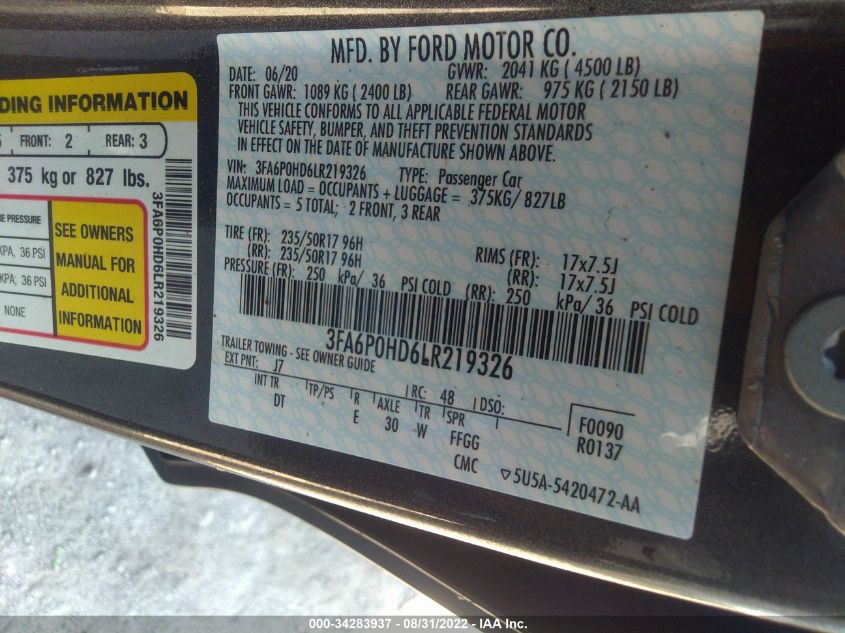 MFD. BY FORD MOTOR CO.
DATE: 06/20 GVWR: 2041 KG ( 4500 LB)
FRONT GAWR: 1089 KG ( 2400 LB) REAR GAWR: 975 KG ( 2150 LB)
THIS VEHICLE CONFORMS TO ALL APPLICABLE FEDERAL MOTOR
VEHICLE SAFETY, BUMPER, AND THEFT PREVENTION STANDARDS
IN EFFECT ON THE DATE OF MANUFACTURE SHOWN ABOVE.
VIN: 3FA6P0HD6LR219326 TYPE: Passenger Car
MAXIMUM LOAD = OCCUPANTS + LUGGAGE = 375KG/ 827LB
OCCUPANTS = 5 TOTAL; 2 FRONT, 3 REAR
TIRE (FR): 235/50R17 96H RIMS (FR): 17x7.5J
(RR): 235/50R17 96H (RR): 17x7.5J
PRESSURE (FR): 250 kPa/ 36 PSI COLD (RR): 250 kPa/ 36 PSI COLD
3FA6P0HD6LR219326
TRAILER TOWING - SEE OWNER GUIDE
EXT PNT: J7 RC: 48 DSO:
INT TR TP/PS R AXLE TR SPR
DT E 30 W FFGG
CMC
F0090
R0137
5U5A-5420472-AA
DING INFORMATION
5 FRONT: 2 REAR: 3
375 kg or 827 lbs.
RE PRESSURE
KPA, 36 PSI
KPA, 36 PSI
NONE
SEE OWNERS
MANUAL FOR
ADDITIONAL
INFORMATION
3FA6P0HD6LR219326
000-34283937 - 08/31/2022 - IAA Inc.